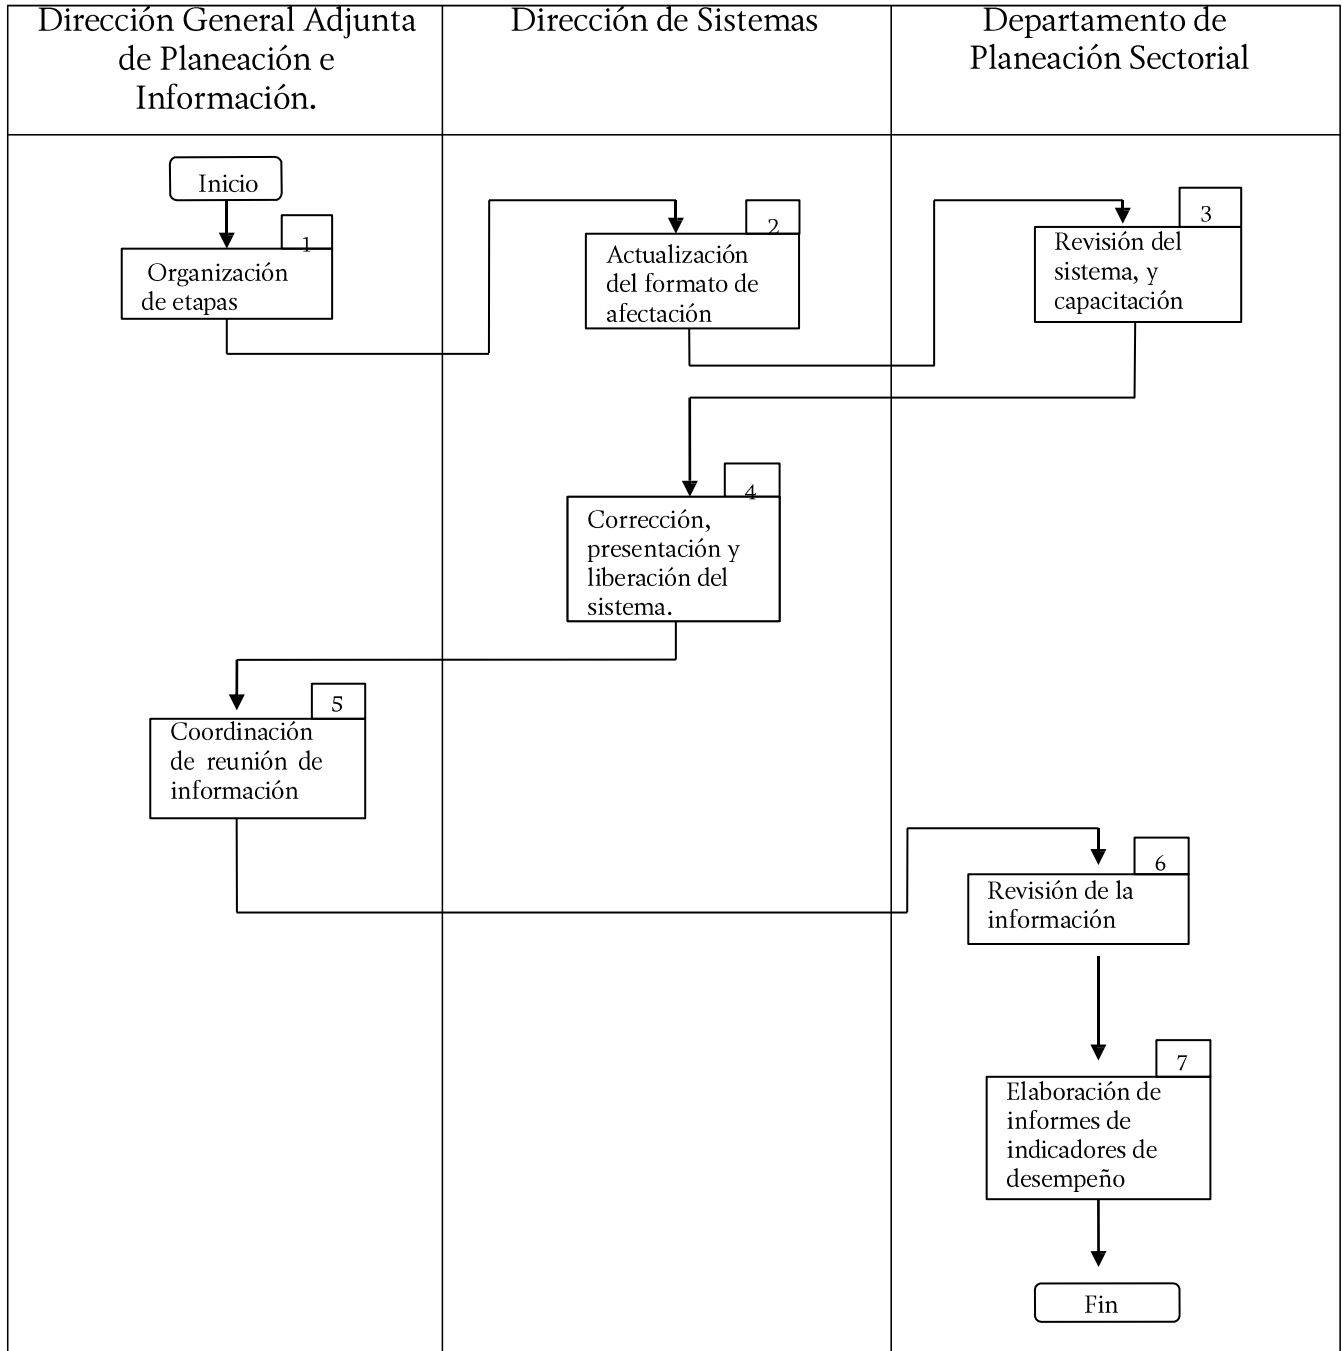 Dirección General Adjunta
de Planeación e
Información.
Dirección de Sistemas
Departamento de
Planeación Sectorial
Inicio
1
Organización
de etapas
2
Actualización
del formato de
afectación
3
Revisión del
sistema, y
capacitación
4
Corrección,
presentación y
liberación del
sistema.
5
Coordinación
de reunión de
información
6
Revisión de la
información
7
Elaboración de
informes de
indicadores de
desempeño
Fin